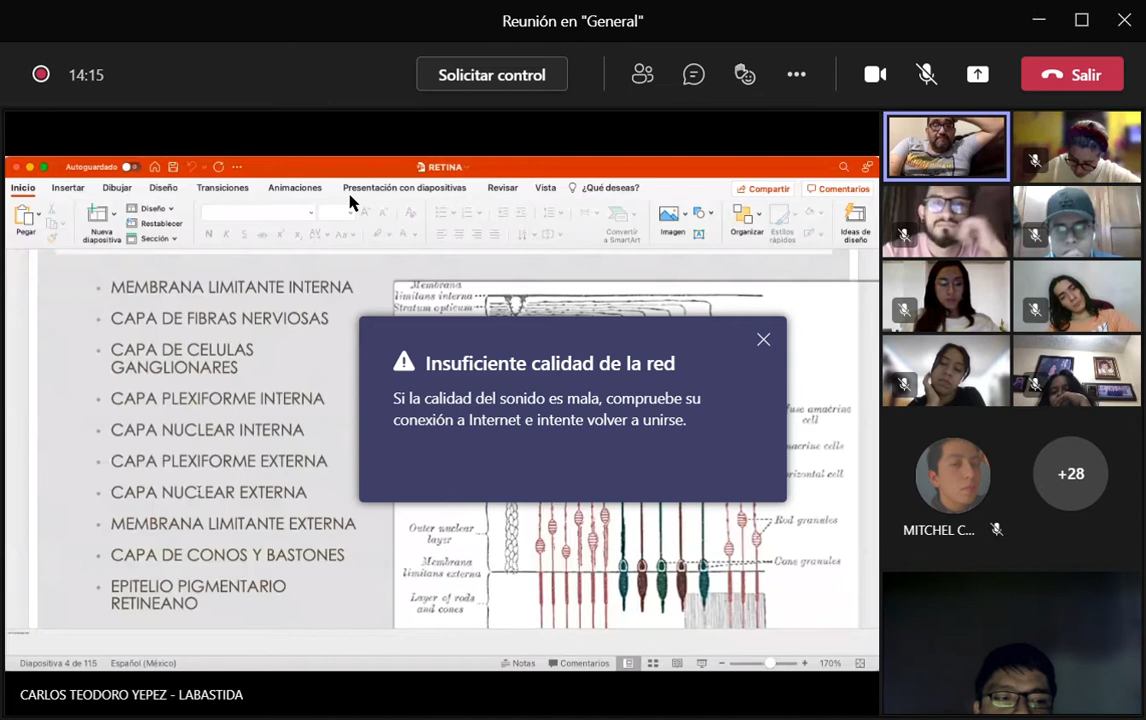 Reunión en "General"
14:15
Solicitar control
Salir
Autoguardado
RETINA
Inicio
Insertar
Dibujar
Diseño
Transiciones
Animaciones
Presentación con diapositivas
Revisar
Vista
¿Qué deseas?
Compartir
Comentarios
Pegar
Nueva
diapositiva
Diseño
Restablecer
Sección
Convertir
a SmartArt
Imagen
Organizar
Estilos
rápidos
Ideas de
diseño
• MEMBRANA LIMITANTE INTERNA
• CAPA DE FIBRAS NERVIOSAS
• CAPA DE CELULAS
GANGLIONARES
• CAPA PLEXIFORME INTERNA
• CAPA NUCLEAR INTERNA
• CAPA PLEXIFORME EXTERNA
• CAPA NUCLEAR EXTERNA
• MEMBRANA LIMITANTE EXTERNA
• CAPA DE CONOS Y BASTONES
• EPITELIO PIGMENTARIO
RETINEANO
Membrana
limitans interna
Stratum opticum
Insuficiente calidad de la red
Si la calidad del sonido es mala, compruebe su
conexión a Internet e intente volver a unirse.
amacrine
cell
cells
cell
Outer nuclear
layer
Membrana
limitans externa
Layer of rods
and cones
Rod granules
Cone granules
Diapositiva 4 de 115
Español (México)
Notas
Comentarios
170%
MITCHEL C...
+28
CARLOS TEODORO YEPEZ - LABASTIDA